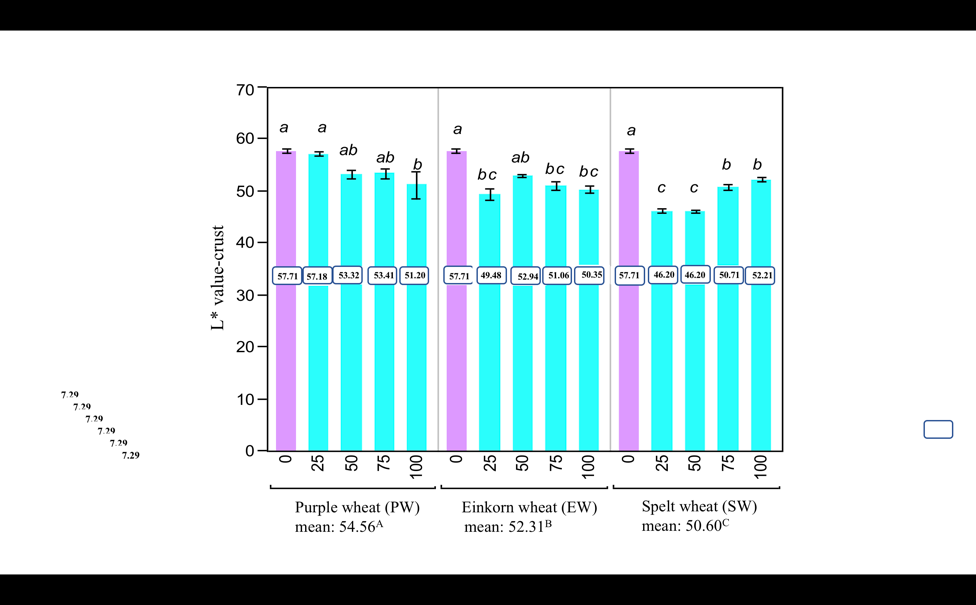 70
a a ab ab b a bc ab bc bc a c c b b
60
50
40
57.71 57.18 53.32 53.41 51.20 57.71 49.48 52.94 51.06 50.35 57.71 46.20 46.20 50.71 52.21
30
20
10
0
L* value-crust
7.29
7.29
7.29
7.29
7.29
7.29
0 25 50 75 100 0 25 50 75 100 0 25 50 75 100
Purple wheat (PW)
mean: 54.56ᴬ
Einkorn wheat (EW)
mean: 52.31ᴮ
Spelt wheat (SW)
mean: 50.60ꟲ